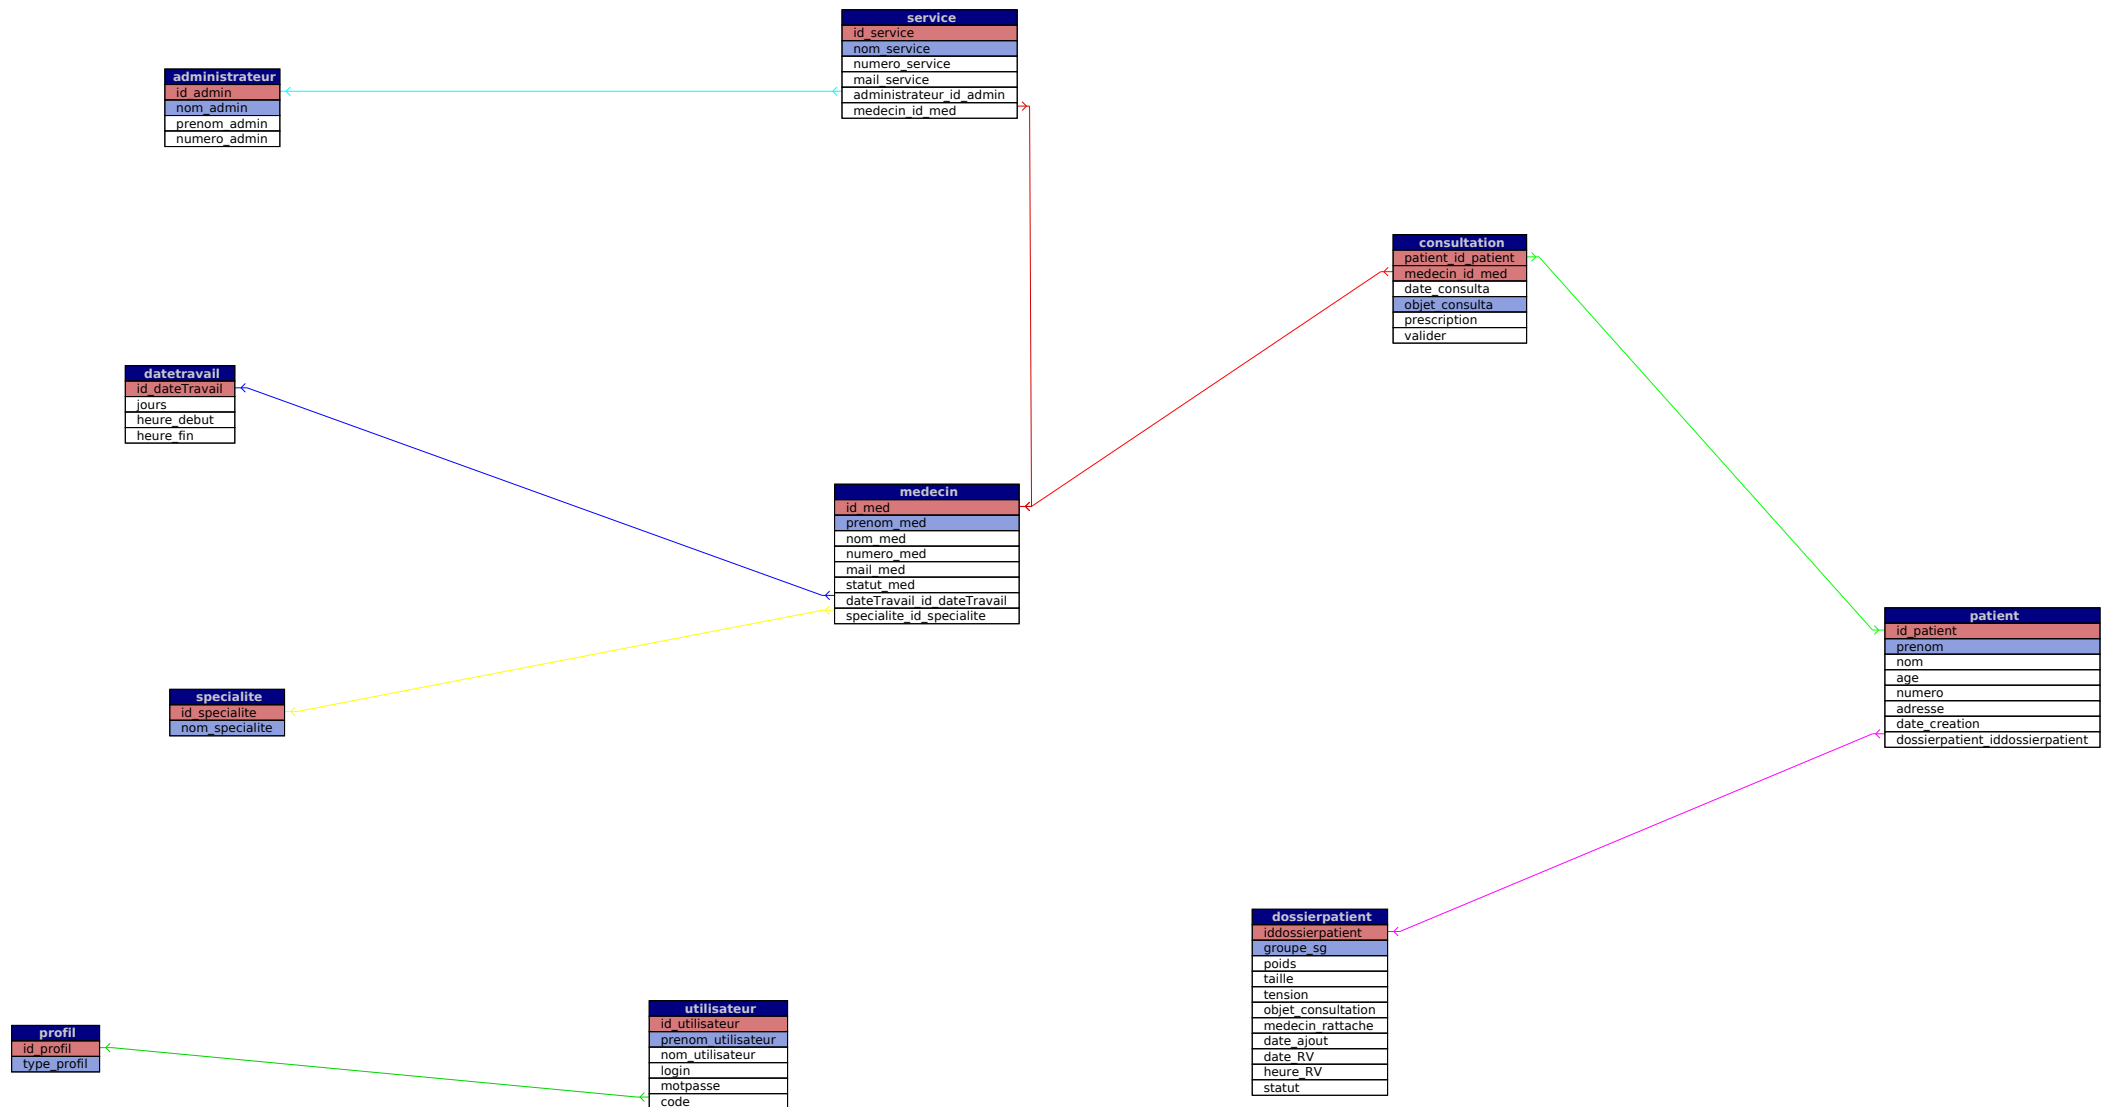 service
id_service
nom_service
numero_service
mail_service
administrateur_id_admin
medecin_id_med
administrateur
id_admin
nom_admin
prenom_admin
numero_admin
consultation
patient_id_patient
medecin_id_med
date_consulta
objet_consulta
prescription
valider
datetravail
id_dateTravail
jours
heure_debut
heure_fin
medecin
id_med
prenom_med
nom_med
numero_med
mail_med
statut_med
dateTravail_id_dateTravail
specialite_id_specialite
patient
id_patient
prenom
nom
age
numero
adresse
date_creation
dossierpatient_iddossierpatient
specialite
id_specialite
nom_specialite
dossierpatient
iddossierpatient
groupe_sg
poids
taille
tension
objet_consultation
medecin_rattache
date_ajout
date_RV
heure_RV
statut
profil
id_profil
type_profil
utilisateur
id_utilisateur
prenom_utilisateur
nom_utilisateur
login
motpasse
code